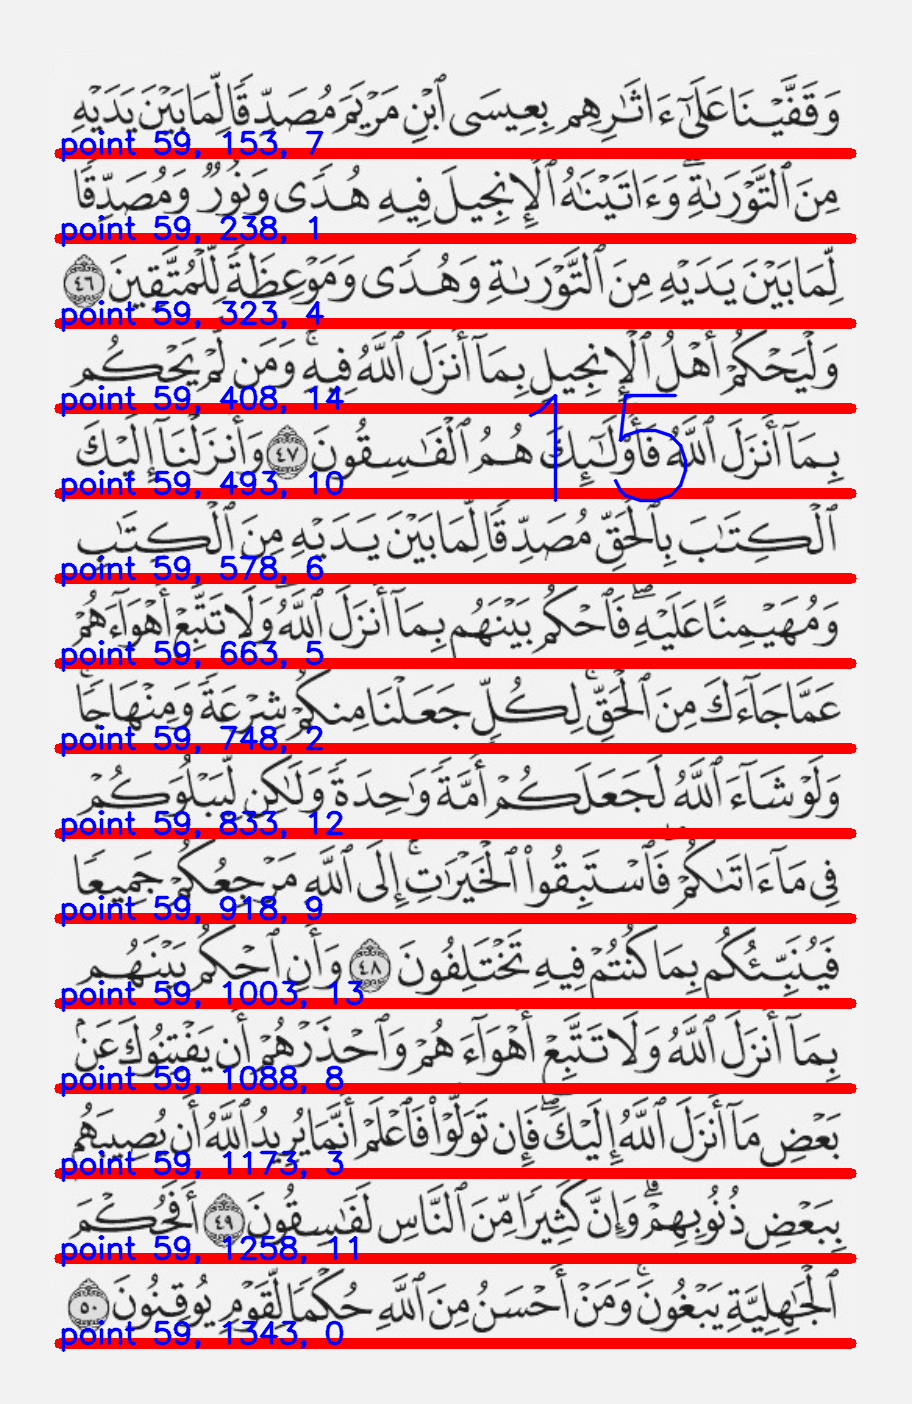 وَقَفَّيْنَا عَلَىٰٓ ءَاثَـٰرِهِم بِعِيسَى ٱبْنِ مَرْيَمَ مُصَدِّقًا لِّمَا بَيْنَ يَدَيْهِ
point 59, 153, 7
مِنَ ٱلتَّوْرَىٰةِ ۖ وَءَاتَيْنَـٰهُ ٱلْإِنجِيلَ فِيهِ هُدًى وَنُورٌ وَمُصَدِّقًا
point 59, 238, 1
لِّمَا بَيْنَ يَدَيْهِ مِنَ ٱلتَّوْرَىٰةِ وَهُدًى وَمَوْعِظَةً لِّلْمُتَّقِينَ ٤٦
point 59, 323, 4
وَلْيَحْكُمْ أَهْلُ ٱلْإِنجِيلِ بِمَآ أَنزَلَ ٱللَّهُ فِيهِ ۚ وَمَن لَّمْ يَحْكُم
point 59, 408, 14
بِمَآ أَنزَلَ ٱللَّهُ فَأُو۟لَـٰٓئِكَ هُمُ ٱلْفَـٰسِقُونَ ٤٧ وَأَنزَلْنَآ إِلَيْكَ
15
point 59, 493, 10
ٱلْكِتَـٰبَ بِٱلْحَقِّ مُصَدِّقًا لِّمَا بَيْنَ يَدَيْهِ مِنَ ٱلْكِتَـٰبِ
point 59, 578, 6
وَمُهَيْمِنًا عَلَيْهِ ۖ فَٱحْكُم بَيْنَهُم بِمَآ أَنزَلَ ٱللَّهُ ۖ وَلَا تَتَّبِعْ أَهْوَآءَهُمْ
point 59, 663, 5
عَمَّا جَآءَكَ مِنَ ٱلْحَقِّ ۚ لِكُلٍّ جَعَلْنَا مِنكُمْ شِرْعَةً وَمِنْهَاجًا ۚ
point 59, 748, 2
وَلَوْ شَآءَ ٱللَّهُ لَجَعَلَكُمْ أُمَّةً وَٰحِدَةً وَلَـٰكِن لِّيَبْلُوَكُمْ
point 59, 833, 12
فِى مَآ ءَاتَىٰكُمْ ۖ فَٱسْتَبِقُوا۟ ٱلْخَيْرَٰتِ ۚ إِلَى ٱللَّهِ مَرْجِعُكُمْ جَمِيعًا
point 59, 918, 9
فَيُنَبِّئُكُم بِمَا كُنتُمْ فِيهِ تَخْتَلِفُونَ ٤٨ وَأَنِ ٱحْكُم بَيْنَهُم
point 59, 1003, 13
بِمَآ أَنزَلَ ٱللَّهُ وَلَا تَتَّبِعْ أَهْوَآءَهُمْ وَٱحْذَرْهُمْ أَن يَفْتِنُوكَ عَنۢ
point 59, 1088, 8
بَعْضِ مَآ أَنزَلَ ٱللَّهُ إِلَيْكَ ۖ فَإِن تَوَلَّوْا۟ فَٱعْلَمْ أَنَّمَا يُرِيدُ ٱللَّهُ أَن يُصِيبَهُم
point 59, 1173, 3
بِبَعْضِ ذُنُوبِهِمْ ۗ وَإِنَّ كَثِيرًا مِّنَ ٱلنَّاسِ لَفَـٰسِقُونَ ٤٩ أَفَحُكْمَ
point 59, 1258, 11
ٱلْجَـٰهِلِيَّةِ يَبْغُونَ ۚ وَمَنْ أَحْسَنُ مِنَ ٱللَّهِ حُكْمًا لِّقَوْمٍ يُوقِنُونَ ٥٠
point 59, 1343, 0